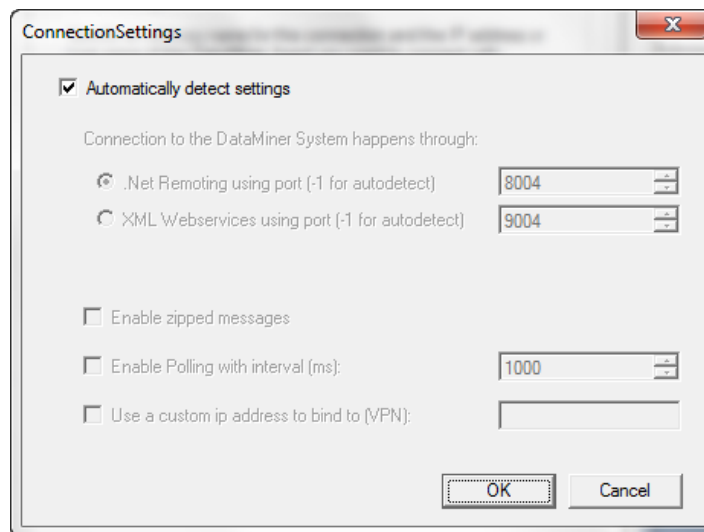 ConnectionSettings
Automatically detect settings
Connection to the DataMiner System happens through:
.Net Remoting using port (-1 for autodetect) 8004
XML Webservices using port (-1 for autodetect) 9004
Enable zipped messages
Enable Polling with interval (ms): 1000
Use a custom ip address to bind to (VPN):
OK Cancel